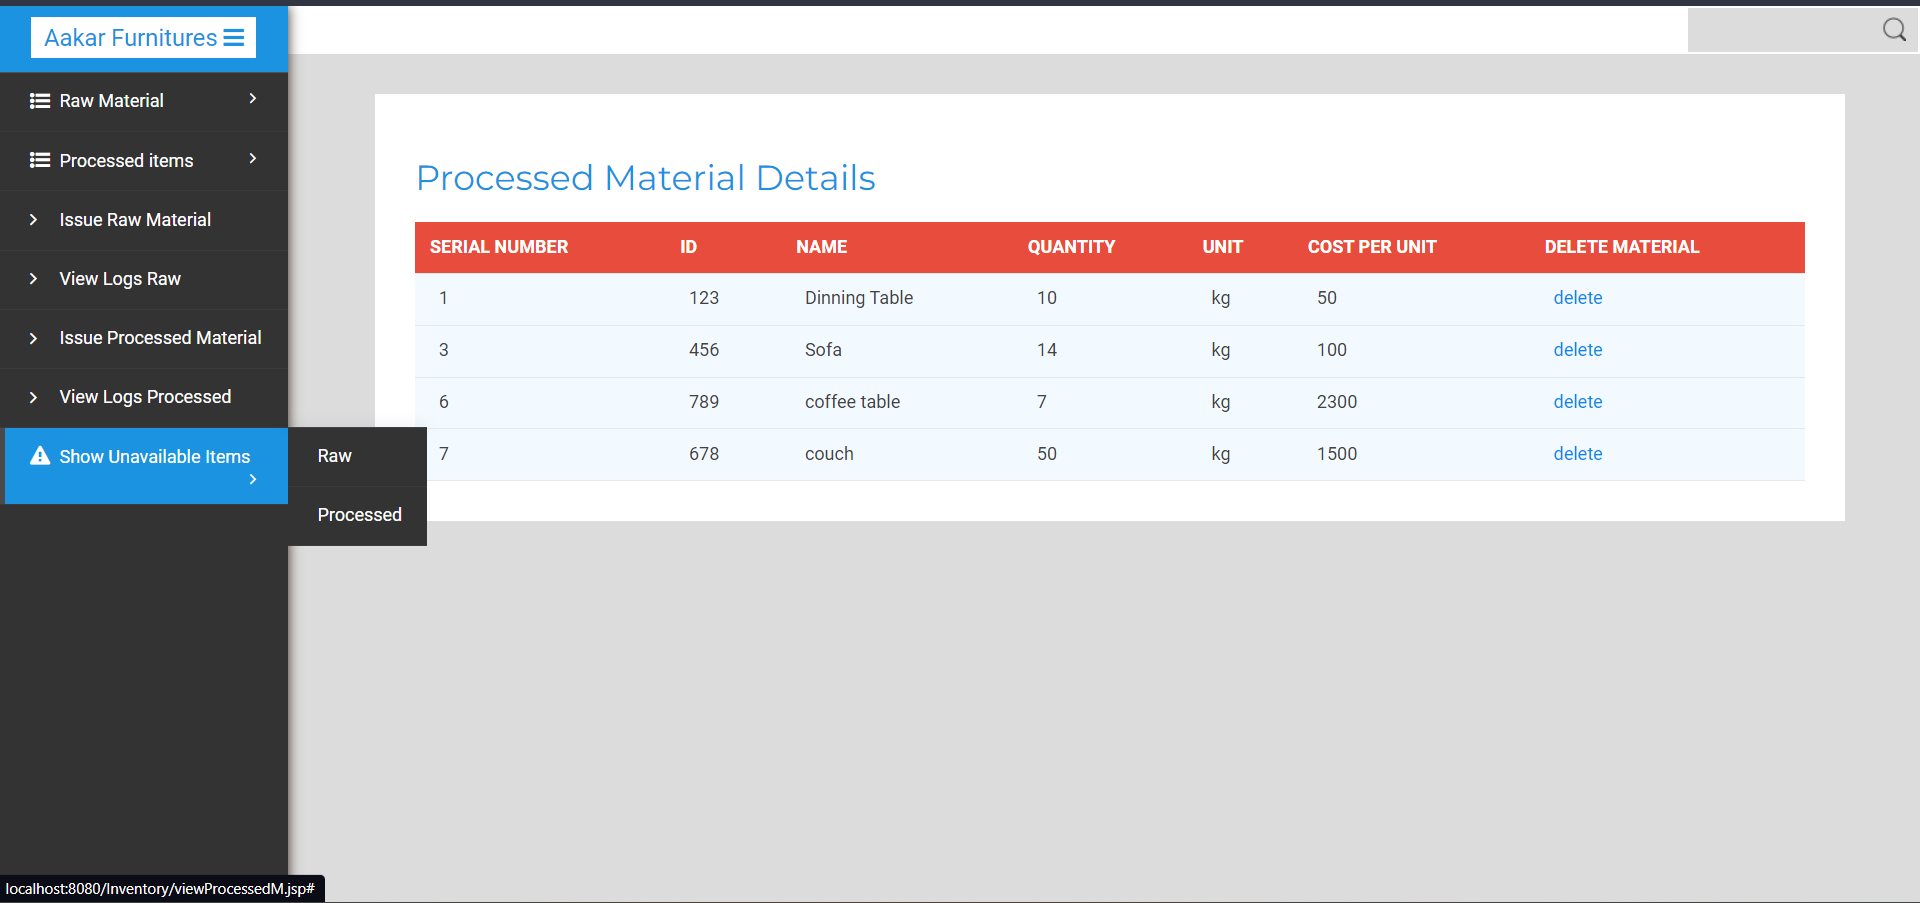 Aakar Furnitures
Raw Material
Processed items
Issue Raw Material
View Logs Raw
Issue Processed Material
View Logs Processed
Show Unavailable Items
Raw
Processed
Processed Material Details
SERIAL NUMBER ID NAME QUANTITY UNIT COST PER UNIT DELETE MATERIAL
1 123 Dinning Table 10 kg 50 delete
3 456 Sofa 14 kg 100 delete
6 789 coffee table 7 kg 2300 delete
7 678 couch 50 kg 1500 delete
localhost:8080/Inventory/viewProcessedM.jsp#